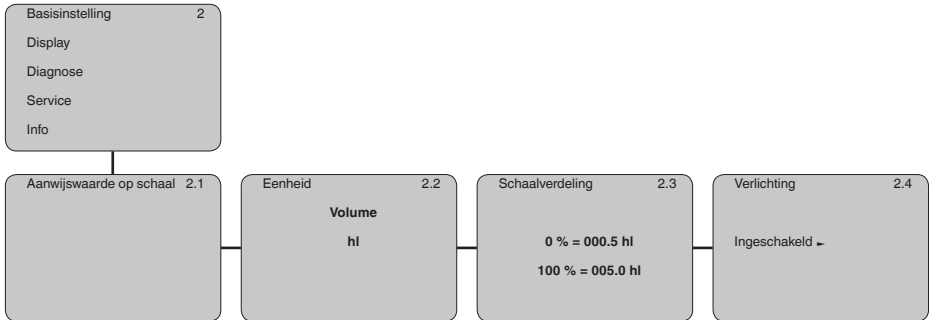 Basisinstelling 2
Display
Diagnose
Service
Info
Aanwijswaarde op schaal 2.1
Eenheid 2.2
Volume
hl
Schaalverdeling 2.3
0 % = 000.5 hl
100 % = 005.0 hl
Verlichting 2.4
Ingeschakeld ►